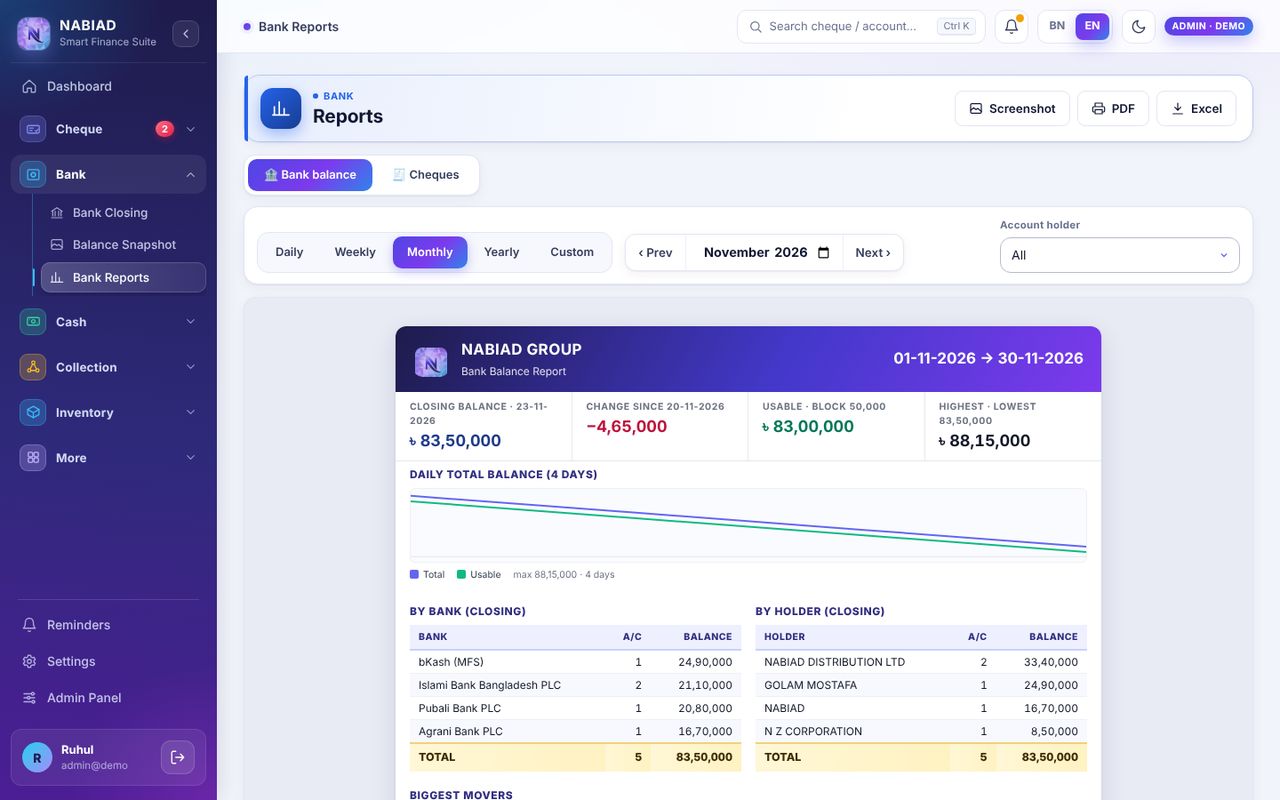 NABIAD
Smart Finance Suite
Dashboard
Cheque 2
Bank
Bank Closing
Balance Snapshot
Bank Reports
Cash
Collection
Inventory
More
Reminders
Settings
Admin Panel
R
Ruhul
admin@demo
Bank Reports
Search cheque / account... Ctrl K
BN EN
ADMIN · DEMO
BANK
Reports
Screenshot PDF Excel
Bank balance Cheques
Daily Weekly Monthly Yearly Custom
‹ Prev November 2026 Next ›
Account holder
All
N
NABIAD GROUP
Bank Balance Report
01-11-2026 → 30-11-2026
CLOSING BALANCE · 23-11-
2026
৳ 83,50,000
CHANGE SINCE 20-11-2026
−4,65,000
USABLE · BLOCK 50,000
৳ 83,00,000
HIGHEST · LOWEST
83,50,000
৳ 88,15,000
DAILY TOTAL BALANCE (4 DAYS)
Total Usable max 88,15,000 · 4 days
BY BANK (CLOSING)
BANK A/C BALANCE
bKash (MFS) 1 24,90,000
Islami Bank Bangladesh PLC 2 21,10,000
Pubali Bank PLC 1 20,80,000
Agrani Bank PLC 1 16,70,000
TOTAL 5 83,50,000
BY HOLDER (CLOSING)
HOLDER A/C BALANCE
NABIAD DISTRIBUTION LTD 2 33,40,000
GOLAM MOSTAFA 1 24,90,000
NABIAD 1 16,70,000
N Z CORPORATION 1 8,50,000
TOTAL 5 83,50,000
BIGGEST MOVERS